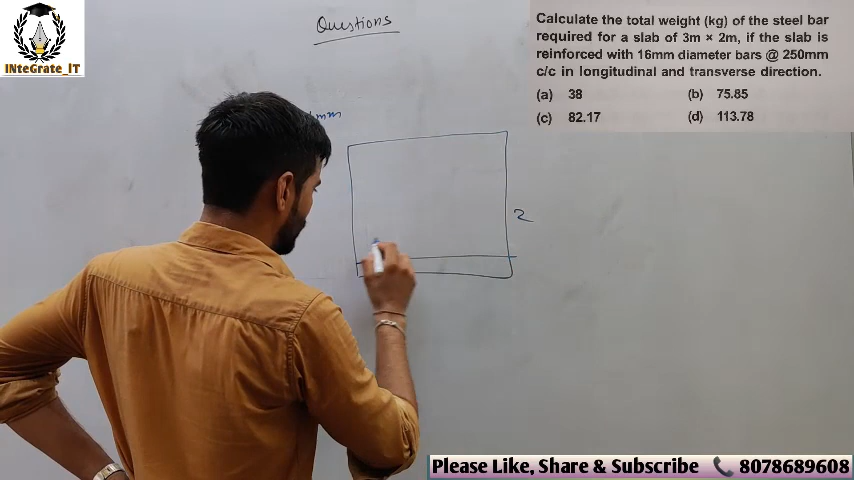 Questions
INteGrate_IT
Calculate the total weight (kg) of the steel bar
required for a slab of 3m × 2m, if the slab is
reinforced with 16mm diameter bars @ 250mm
c/c in longitudinal and transverse direction.
(a) 38 (b) 75.85
(c) 82.17 (d) 113.78
2
Please Like, Share & Subscribe 8078689608